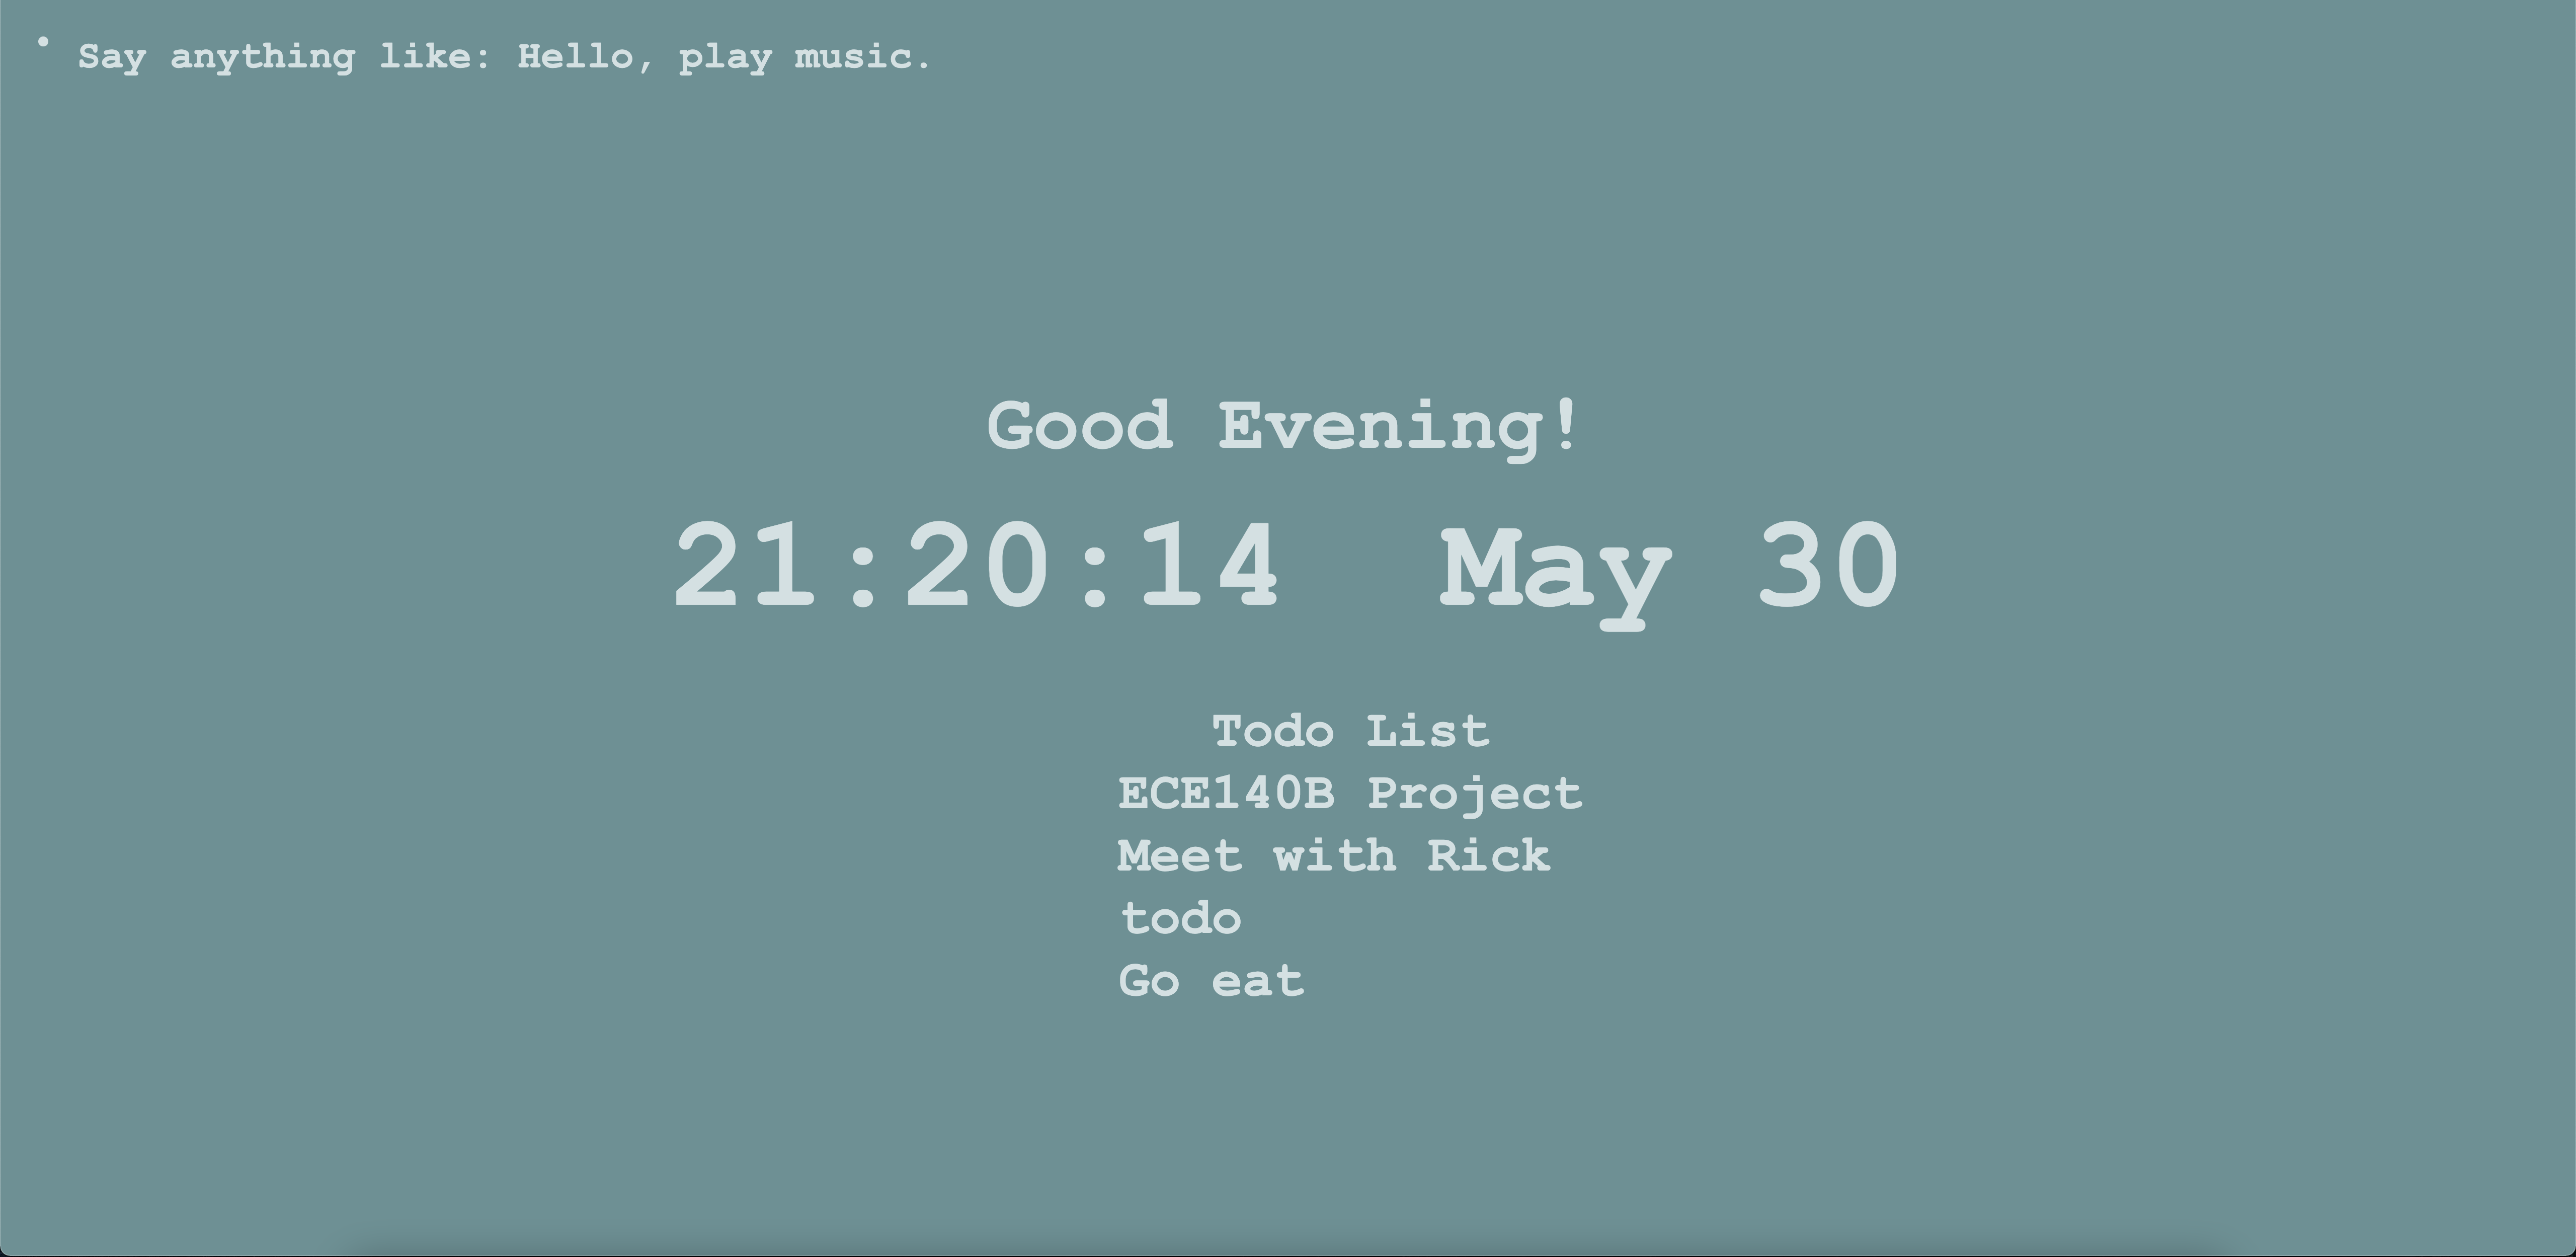 Say anything like: Hello, play music.
Good Evening!
21:20:14 May 30
Todo List
ECE140B Project
Meet with Rick
todo
Go eat